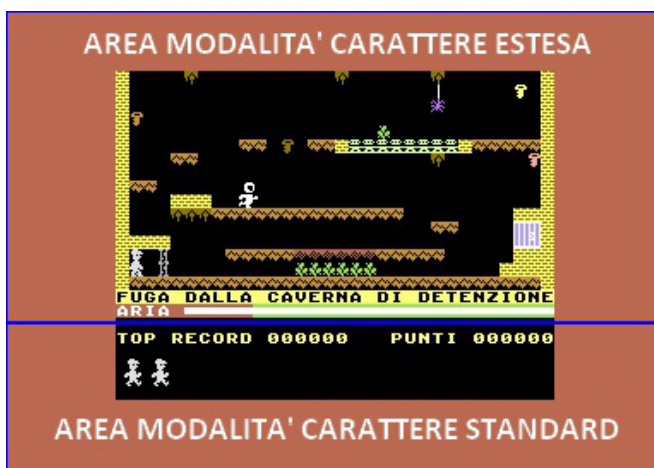 AREA MODALITA' CARATTERE ESTESA
FUGA DALLA CAVERNA DI DETENZIONE
ARIA
TOP RECORD 000000 PUNTI 000000
AREA MODALITA' CARATTERE STANDARD